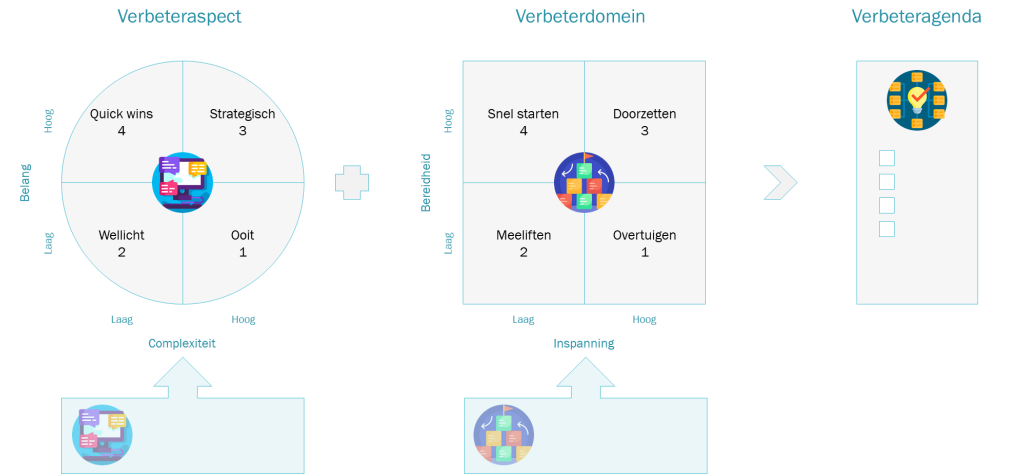 Verbeteraspect
Verbeterdomein
Verbeteragenda
Belang
Hoog
Laag
Quick wins
4
Strategisch
3
Wellicht
2
Ooit
1
Laag
Hoog
Complexiteit
Bereidheid
Hoog
Laag
Snel starten
4
Doorzetten
3
Meeliften
2
Overtuigen
1
Laag
Hoog
Inspanning